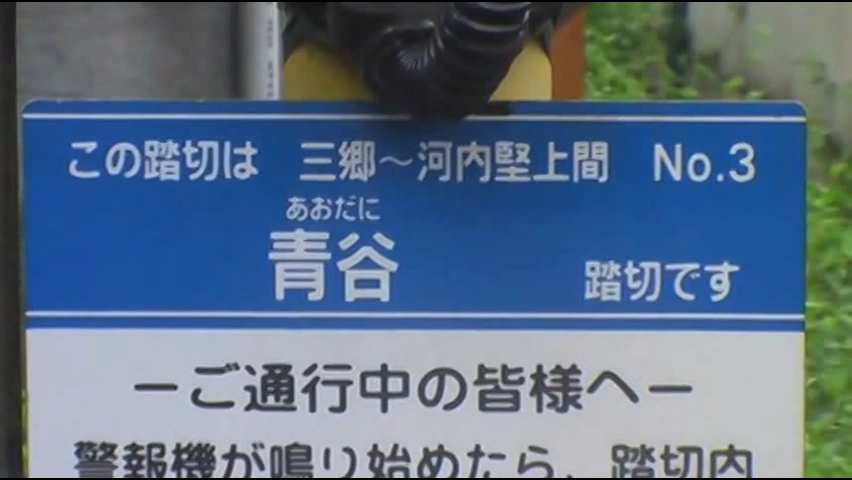 この踏切は 三郷～河内堅上間 No.3
あおだに
青谷 踏切です
ーご通行中の皆様へー
警報機が鳴り始めたら、踏切内